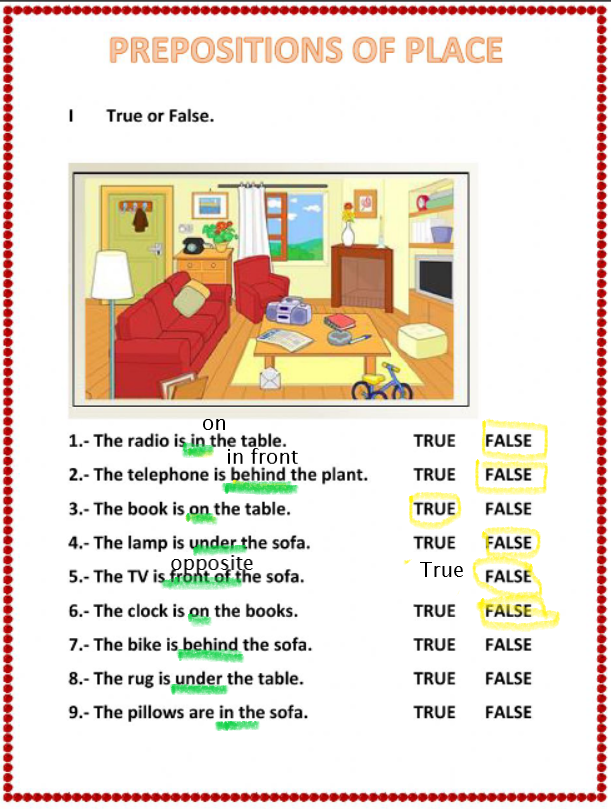 PREPOSITIONS OF PLACE
I True or False.
on
1.- The radio is in the table. TRUE FALSE
in front
2.- The telephone is behind the plant. TRUE FALSE
3.- The book is on the table. TRUE FALSE
4.- The lamp is under the sofa. TRUE FALSE
opposite
5.- The TV is front of the sofa. True FALSE
6.- The clock is on the books. TRUE FALSE
7.- The bike is behind the sofa. TRUE FALSE
8.- The rug is under the table. TRUE FALSE
9.- The pillows are in the sofa. TRUE FALSE